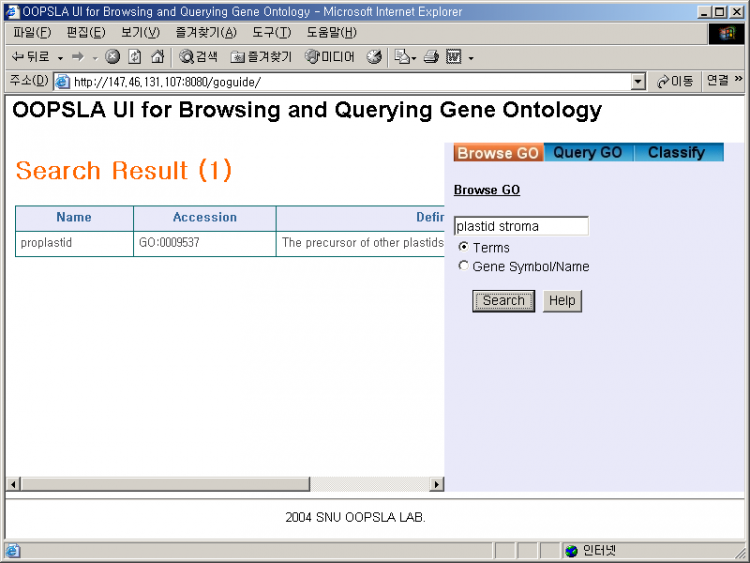 OOPSLA UI for Browsing and Querying Gene Ontology - Microsoft Internet Explorer
파일(F) 편집(E) 보기(V) 즐겨찾기(A) 도구(T) 도움말(H)
뒤로 검색 즐겨찾기 미디어
주소(D) http://147.46.131.107:8080/goguide/ 이동 연결 »
OOPSLA UI for Browsing and Querying Gene Ontology
Search Result (1)
Name Accession Defir
proplastid GO:0009537 The precursor of other plastids
Browse GO Query GO Classify
Browse GO
plastid stroma
Terms
Gene Symbol/Name
Search Help
2004 SNU OOPSLA LAB.
인터넷